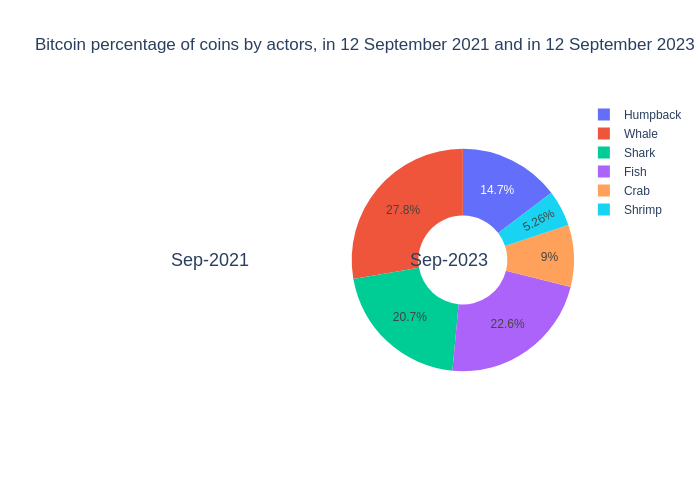 Bitcoin percentage of coins by actors, in 12 September 2021 and in 12 September 2023
Humpback
Whale
Shark
Fish
Crab
Shrimp
14.7%
5.26%
27.8%
9%
Sep-2021
Sep-2023
20.7%
22.6%